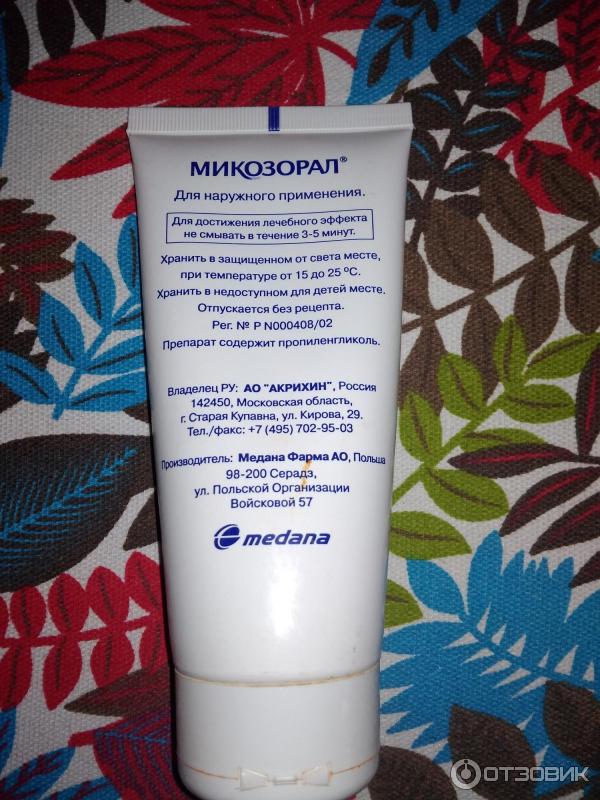 МИКОЗОРАЛ®
Для наружного применения.
Для достижения лечебного эффекта
не смывать в течение 3-5 минут.
Хранить в защищенном от света месте,
при температуре от 15 до 25 ºС.
Хранить в недоступном для детей месте.
Отпускается без рецепта.
Рег. № Р N000408/02
Препарат содержит пропиленгликоль.
Владелец РУ: АО "АКРИХИН", Россия
142450, Московская область,
г. Старая Купавна, ул. Кирова, 29.
Тел./факс: +7 (495) 702-95-03
Производитель: Медана Фарма АО, Польша
98-200 Серадз,
ул. Польской Организации
Войсковой 57
medana
ОТЗОВИК